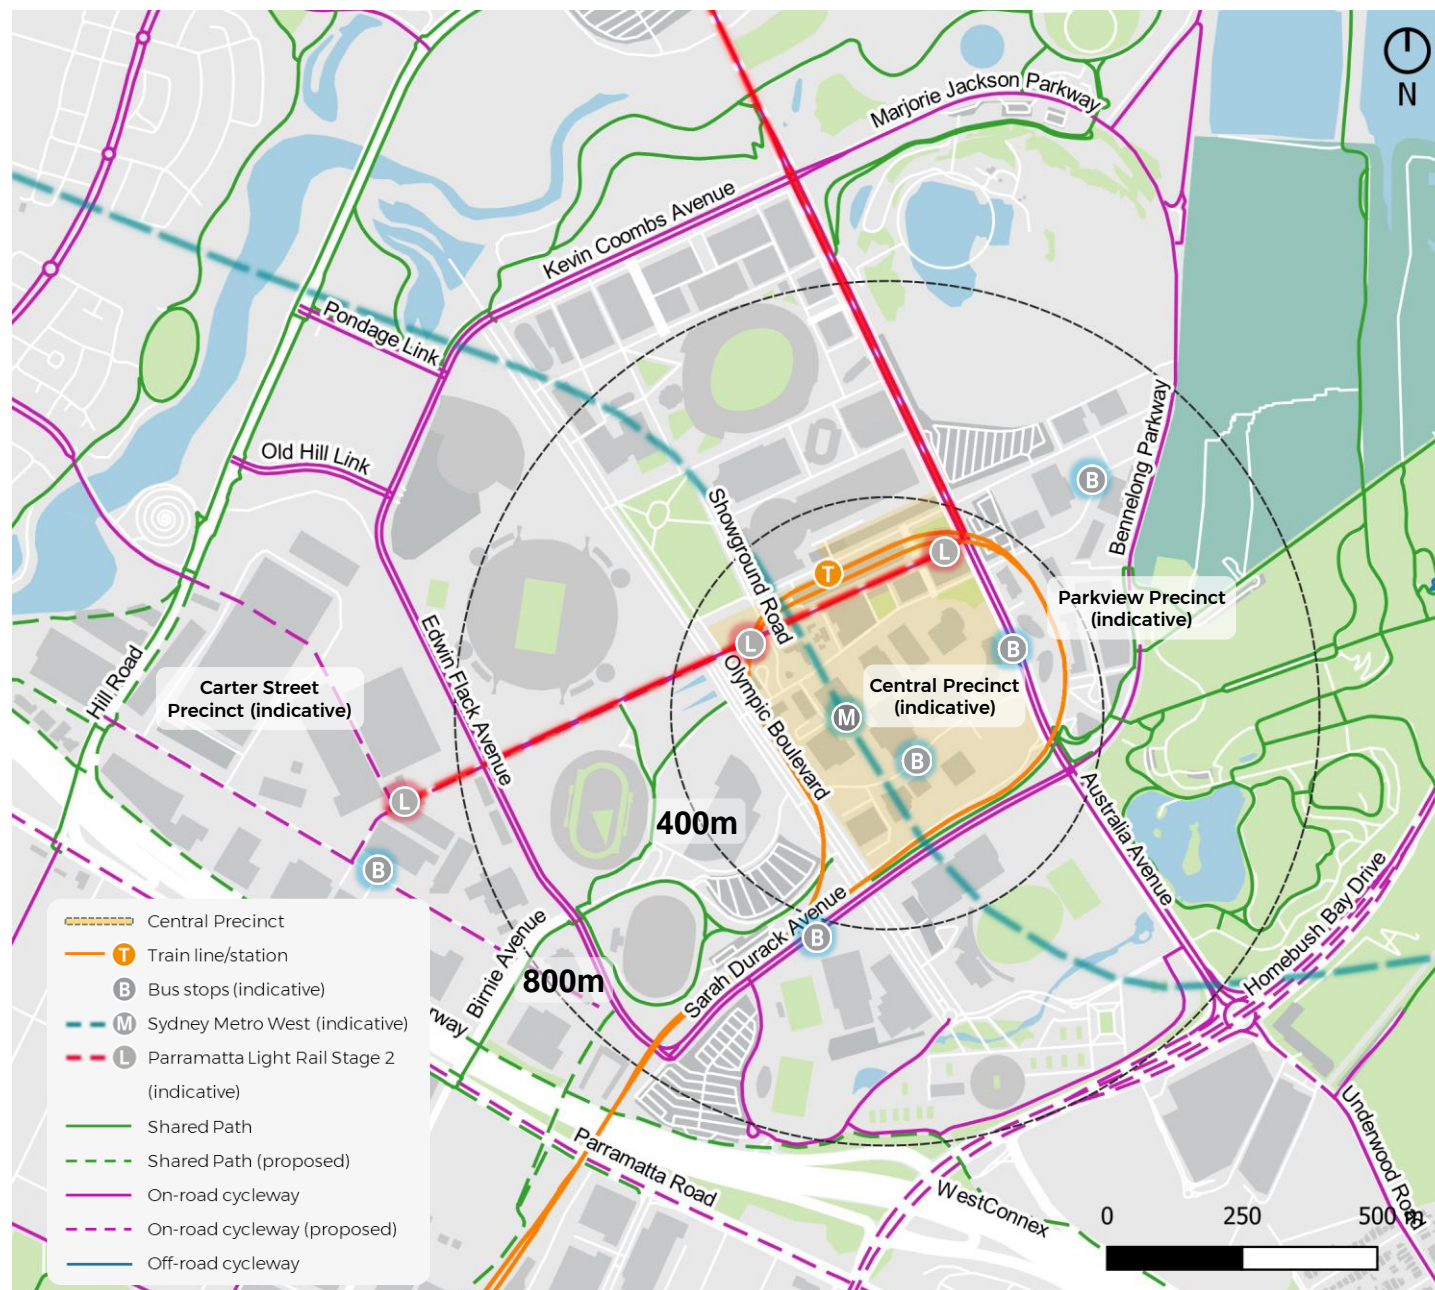 N
Marjorie Jackson Parkway
Kevin Coombs Avenue
Pondage Link
Old Hill Link
Bennelong Parkway
B
Showground Road
L
T
Parkview Precinct
(indicative)
L
B
Edwin Flack Avenue
Hill Road
Carter Street
Precinct (indicative)
Olympic Boulevard
Central Precinct
(indicative)
M
B
L
400m
Australia Avenue
B
Homebush Bay Drive
Sarah Durack Avenue
B
Birnie Avenue
800m
rway
Central Precinct
T
Train line/station
B
Bus stops (indicative)
M
Sydney Metro West (indicative)
L
Parramatta Light Rail Stage 2
(indicative)
Shared Path
Shared Path (proposed)
On-road cycleway
On-road cycleway (proposed)
Off-road cycleway
Parramatta Road
WestConnex
Underwood Road
0 250 500 m